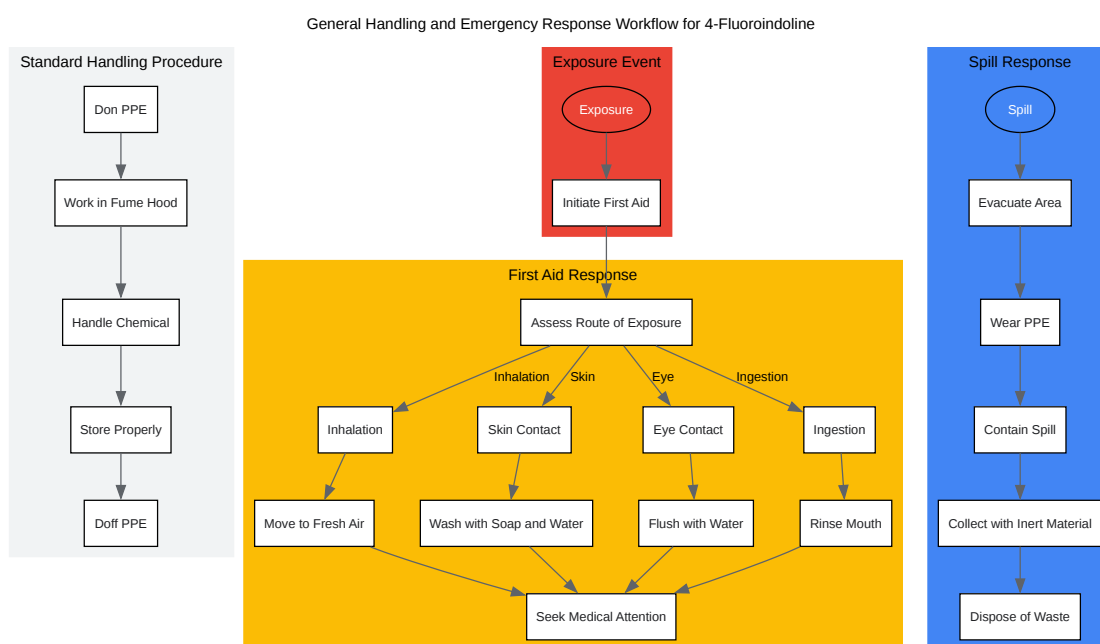 General Handling and Emergency Response Workflow for 4-Fluoroindoline
Standard Handling Procedure
Don PPE
Work in Fume Hood
Handle Chemical
Store Properly
Doff PPE
Exposure Event
Exposure
Initiate First Aid
First Aid Response
Assess Route of Exposure
Inhalation
Skin
Eye
Ingestion
Inhalation
Skin Contact
Eye Contact
Ingestion
Move to Fresh Air
Wash with Soap and Water
Flush with Water
Rinse Mouth
Seek Medical Attention
Spill Response
Spill
Evacuate Area
Wear PPE
Contain Spill
Collect with Inert Material
Dispose of Waste